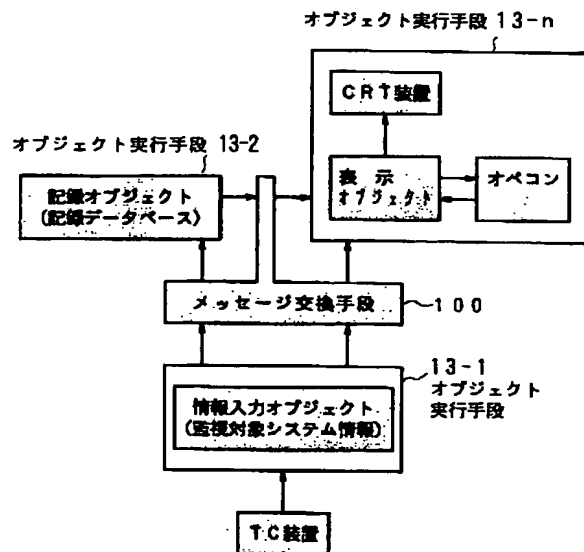 オブジェクト実行手段 13-n
CRT装置
オブジェクト実行手段 13-2
記録オブジェクト
(記録データベース)
表 示
オブジェクト
オペコン
メッセージ交換手段
100
13-1
オブジェクト
実行手段
情報入力オブジェクト
(監視対象システム情報)
TC装置